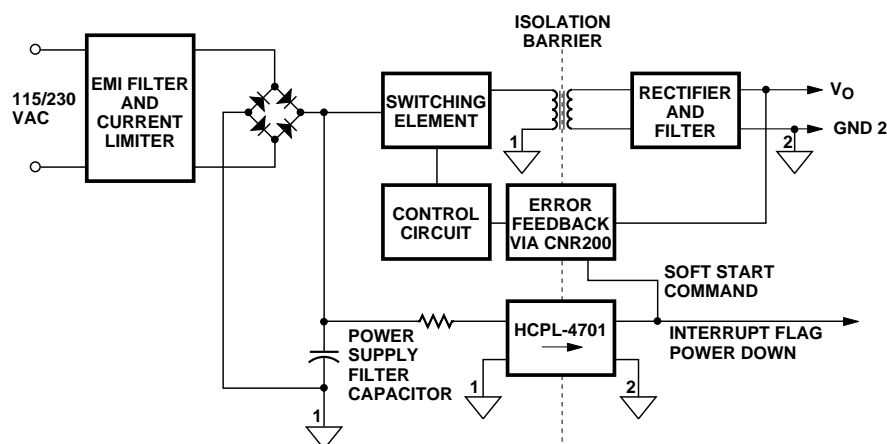 ISOLATION
BARRIER
115/230
VAC
EMI FILTER
AND
CURRENT
LIMITER
SWITCHING
ELEMENT
1
RECTIFIER
AND
FILTER
VO
GND 2
2
CONTROL
CIRCUIT
ERROR
FEEDBACK
VIA CNR200
SOFT START
COMMAND
POWER
SUPPLY
FILTER
CAPACITOR
1
HCPL-4701
1
2
INTERRUPT FLAG
POWER DOWN